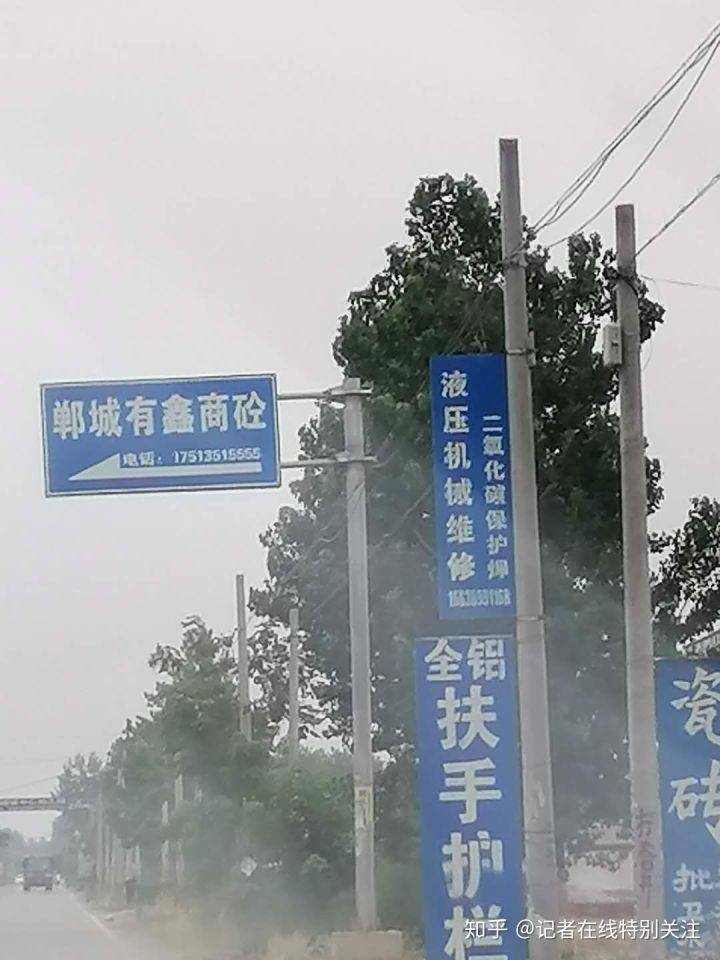 郸城有鑫商砼
电话：17513515555
液压机械维修
二氧化碳保护焊
全铝
扶手护栏
瓷砖
批
知乎 @记者在线特别关注